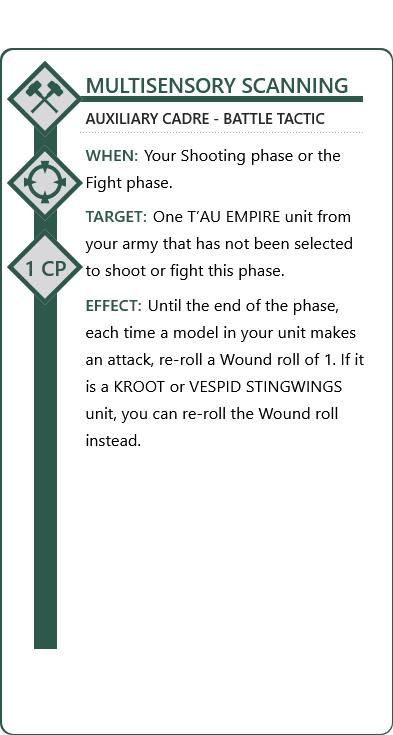 MULTISENSORY SCANNING
AUXILIARY CADRE - BATTLE TACTIC
WHEN: Your Shooting phase or the
Fight phase.
TARGET: One T’AU EMPIRE unit from
your army that has not been selected
1 CP
to shoot or fight this phase.
EFFECT: Until the end of the phase,
each time a model in your unit makes
an attack, re-roll a Wound roll of 1. If it
is a KROOT or VESPID STINGWINGS
unit, you can re-roll the Wound roll
instead.